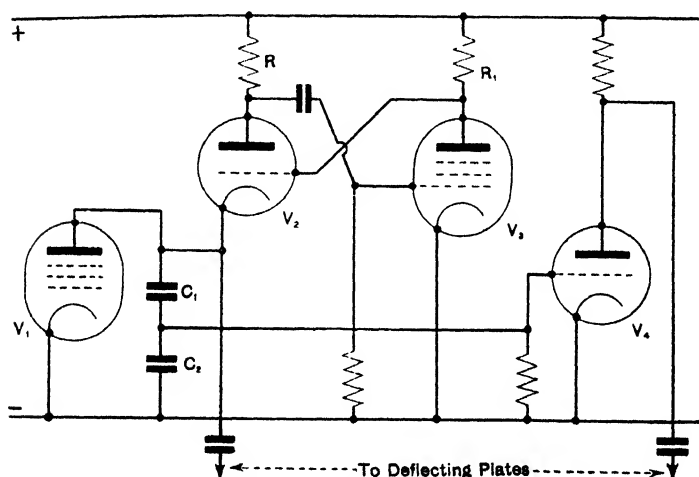 +
R
R₁
V₂
V₃
V₁
C₁
C₂
V₄
−
To Deflecting Plates